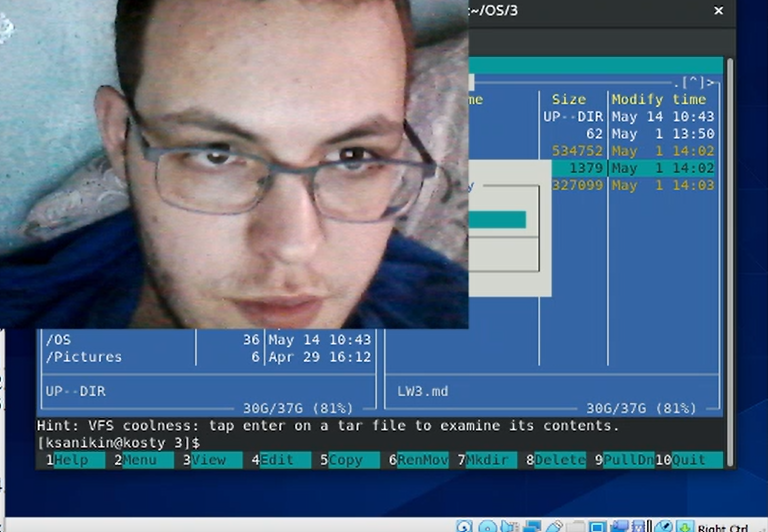 :~/OS/3
.[^]>
me Size Modify time
UP--DIR May 14 10:43
62 May 1 13:50
534752 May 1 14:02
1379 May 1 14:02
327099 May 1 14:03
y
/OS 36 May 14 10:43
/Pictures 6 Apr 29 16:12
UP--DIR LW3.md
30G/37G (81%) 30G/37G (81%)
Hint: VFS coolness: tap enter on a tar file to examine its contents.
[ksanikin@kosty 3]$
1Help 2Menu 3View 4Edit 5Copy 6RenMov 7Mkdir 8Delete 9PullDn 10Quit
Right Ctrl